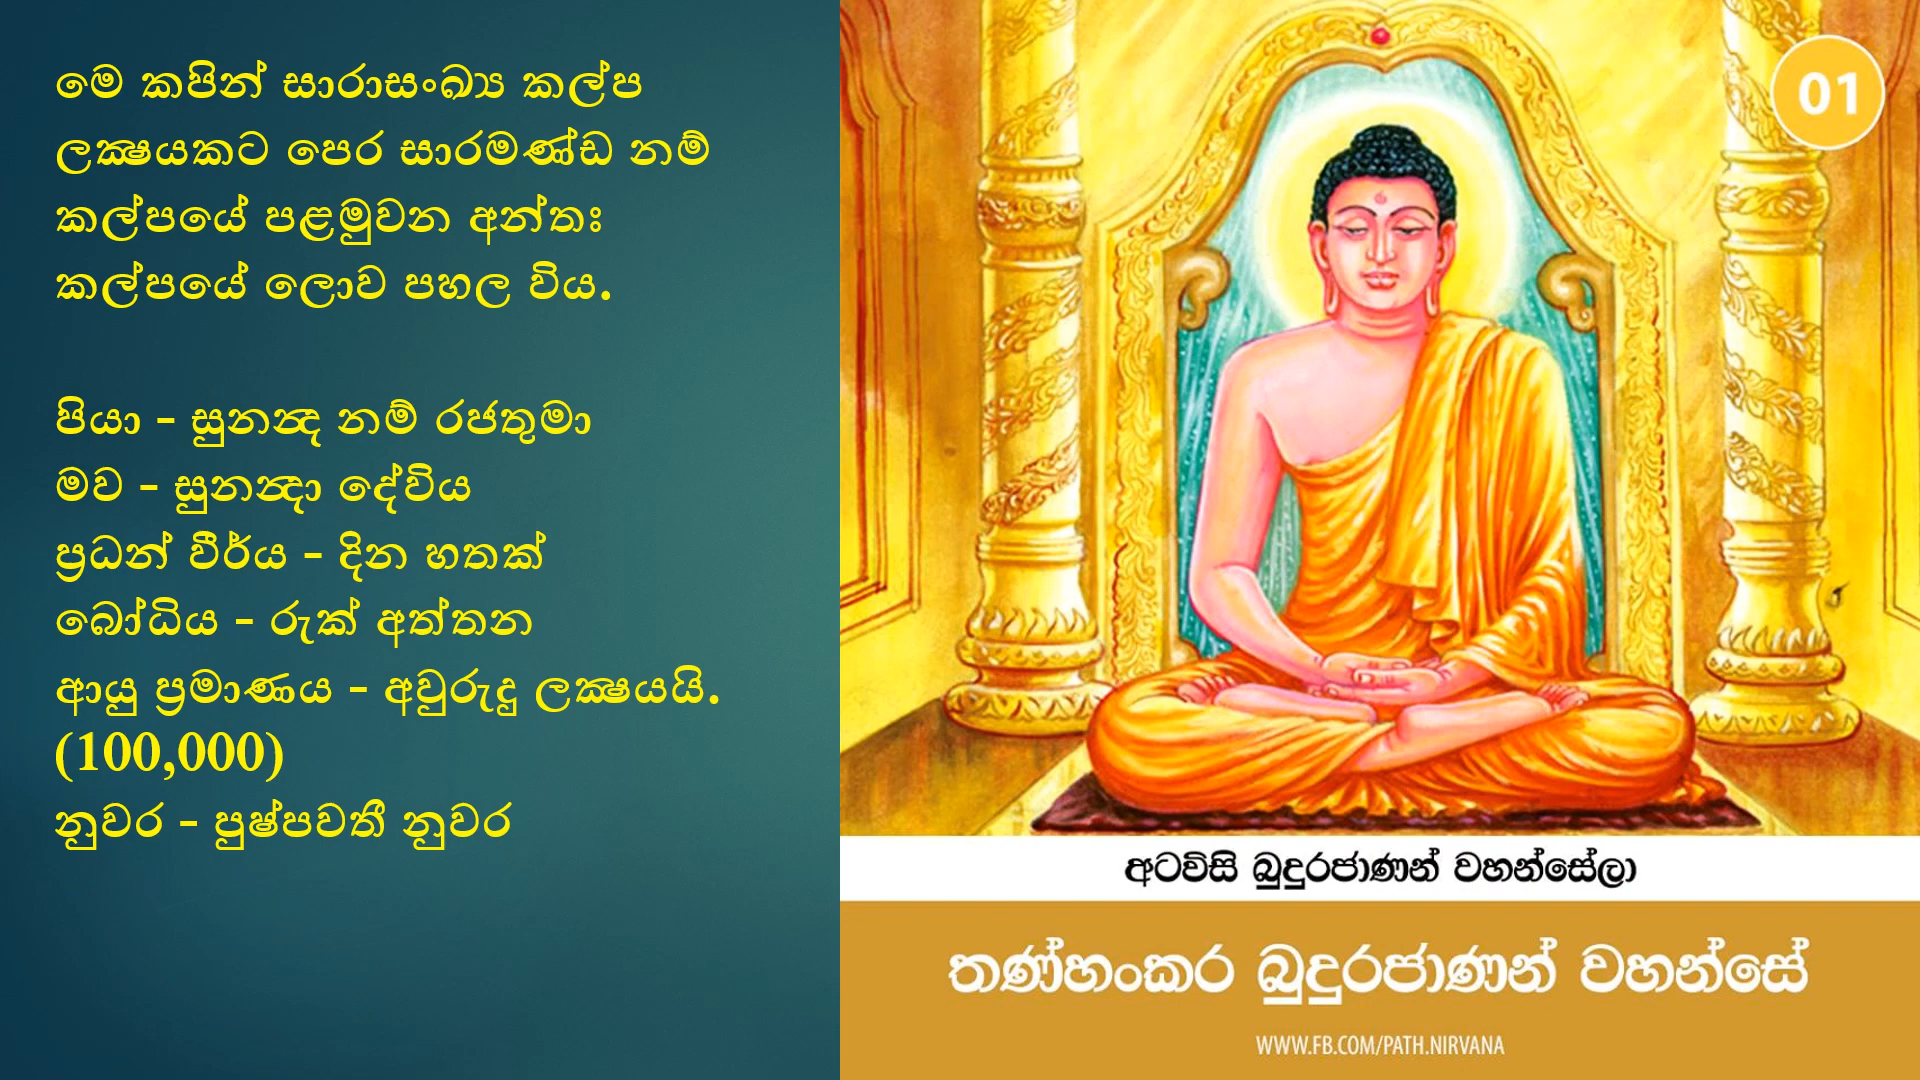 මෙ කපින් සාරාසංඛ්‍ය කල්ප
ලක්‍ෂයකට පෙර සාරමණ්ඩ නම්
කල්පයේ පළමුවන අන්තඃ
කල්පයේ ලොව පහල විය.
පියා - සුනන්‍ද නම් රජතුමා
මව - සුනන්‍දා දේවිය
ප්‍රධන් වීර්ය - දින හතක්
බෝධිය - රුක් අත්තන
ආයු ප්‍රමාණය - අවුරුදු ලක්‍ෂයයි.
(100,000)
නුවර - පුෂ්පවතී නුවර
01
අටවිසි බුදුරජාණන් වහන්සේලා
තණ්හංකර බුදුරජාණන් වහන්සේ
WWW.FB.COM/PATH.NIRVANA